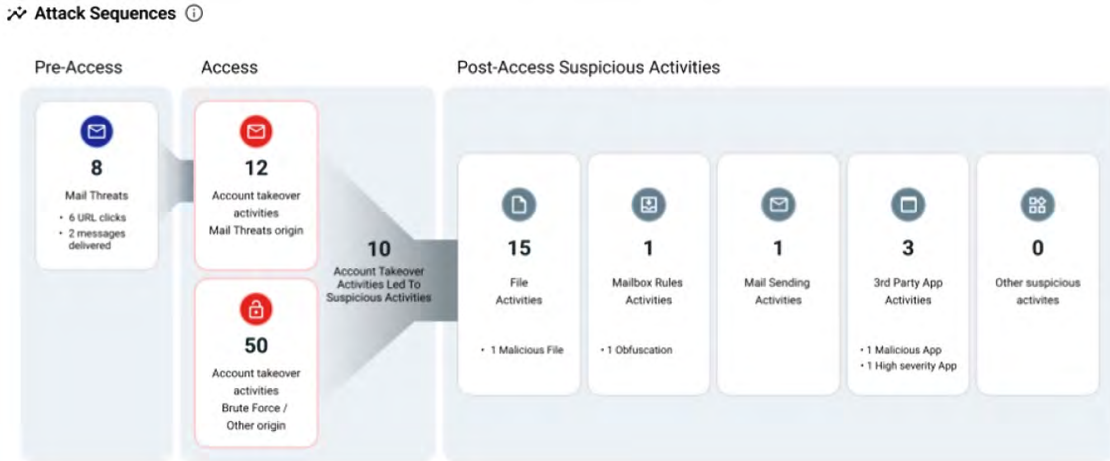 Attack Sequences
Pre-Access
Access
Post-Access Suspicious Activities
8
Mail Threats
• 6 URL clicks
• 2 messages
delivered
12
Account takeover
activities
Mail Threats origin
50
Account takeover
activities
Brute Force /
Other origin
10
Account Takeover
Activities Led To
Suspicious Activities
15
File
Activities
• 1 Malicious File
1
Mailbox Rules
Activities
• 1 Obfuscation
1
Mail Sending
Activities
3
3rd Party App
Activities
• 1 Malicious App
• 1 High severity App
0
Other suspicious
activites